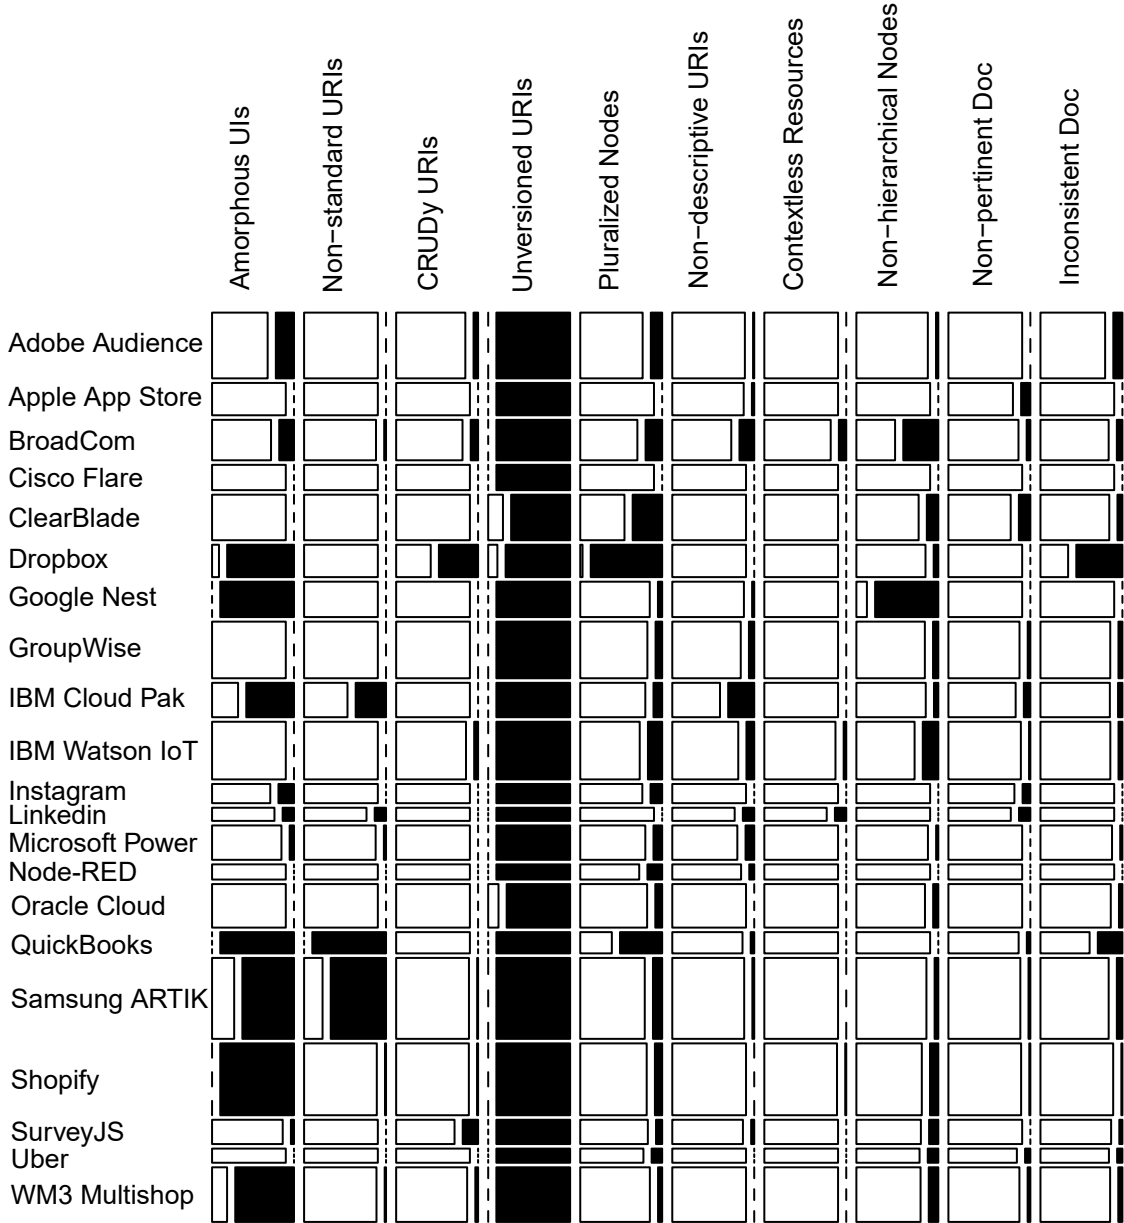 Amorphous UIs
Non−standard URIs
CRUDy URIs
Unversioned URIs
Pluralized Nodes
Non−descriptive URIs
Contextless Resources
Non−hierarchical Nodes
Non−pertinent Doc
Inconsistent Doc
Adobe Audience
Apple App Store
BroadCom
Cisco Flare
ClearBlade
Dropbox
Google Nest
GroupWise
IBM Cloud Pak
IBM Watson IoT
Instagram
Linkedin
Microsoft Power
Node-RED
Oracle Cloud
QuickBooks
Samsung ARTIK
Shopify
SurveyJS
Uber
WM3 Multishop